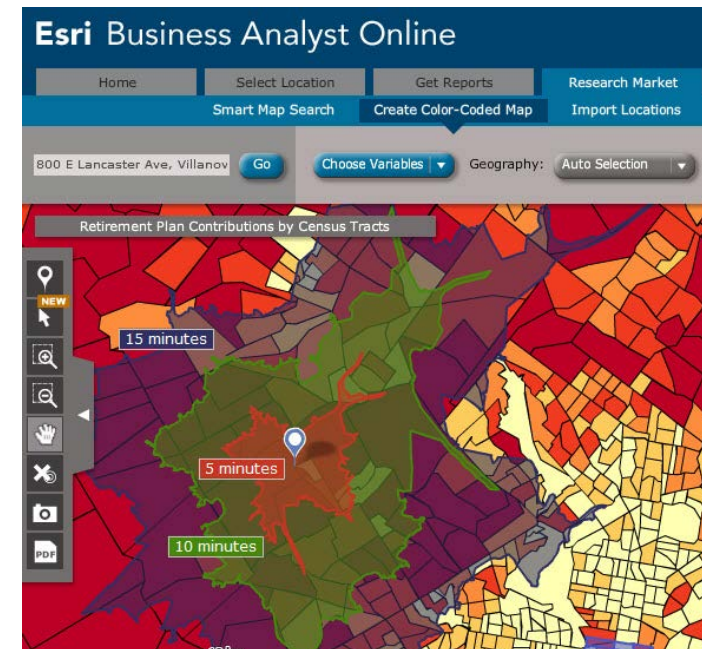 Esri Business Analyst Online
Home Select Location Get Reports Research Market
Smart Map Search Create Color-Coded Map Import Locations
800 E Lancaster Ave, Villanov Go Choose Variables Geography: Auto Selection
Retirement Plan Contributions by Census Tracts
NEW
15 minutes
5 minutes
10 minutes
PDF